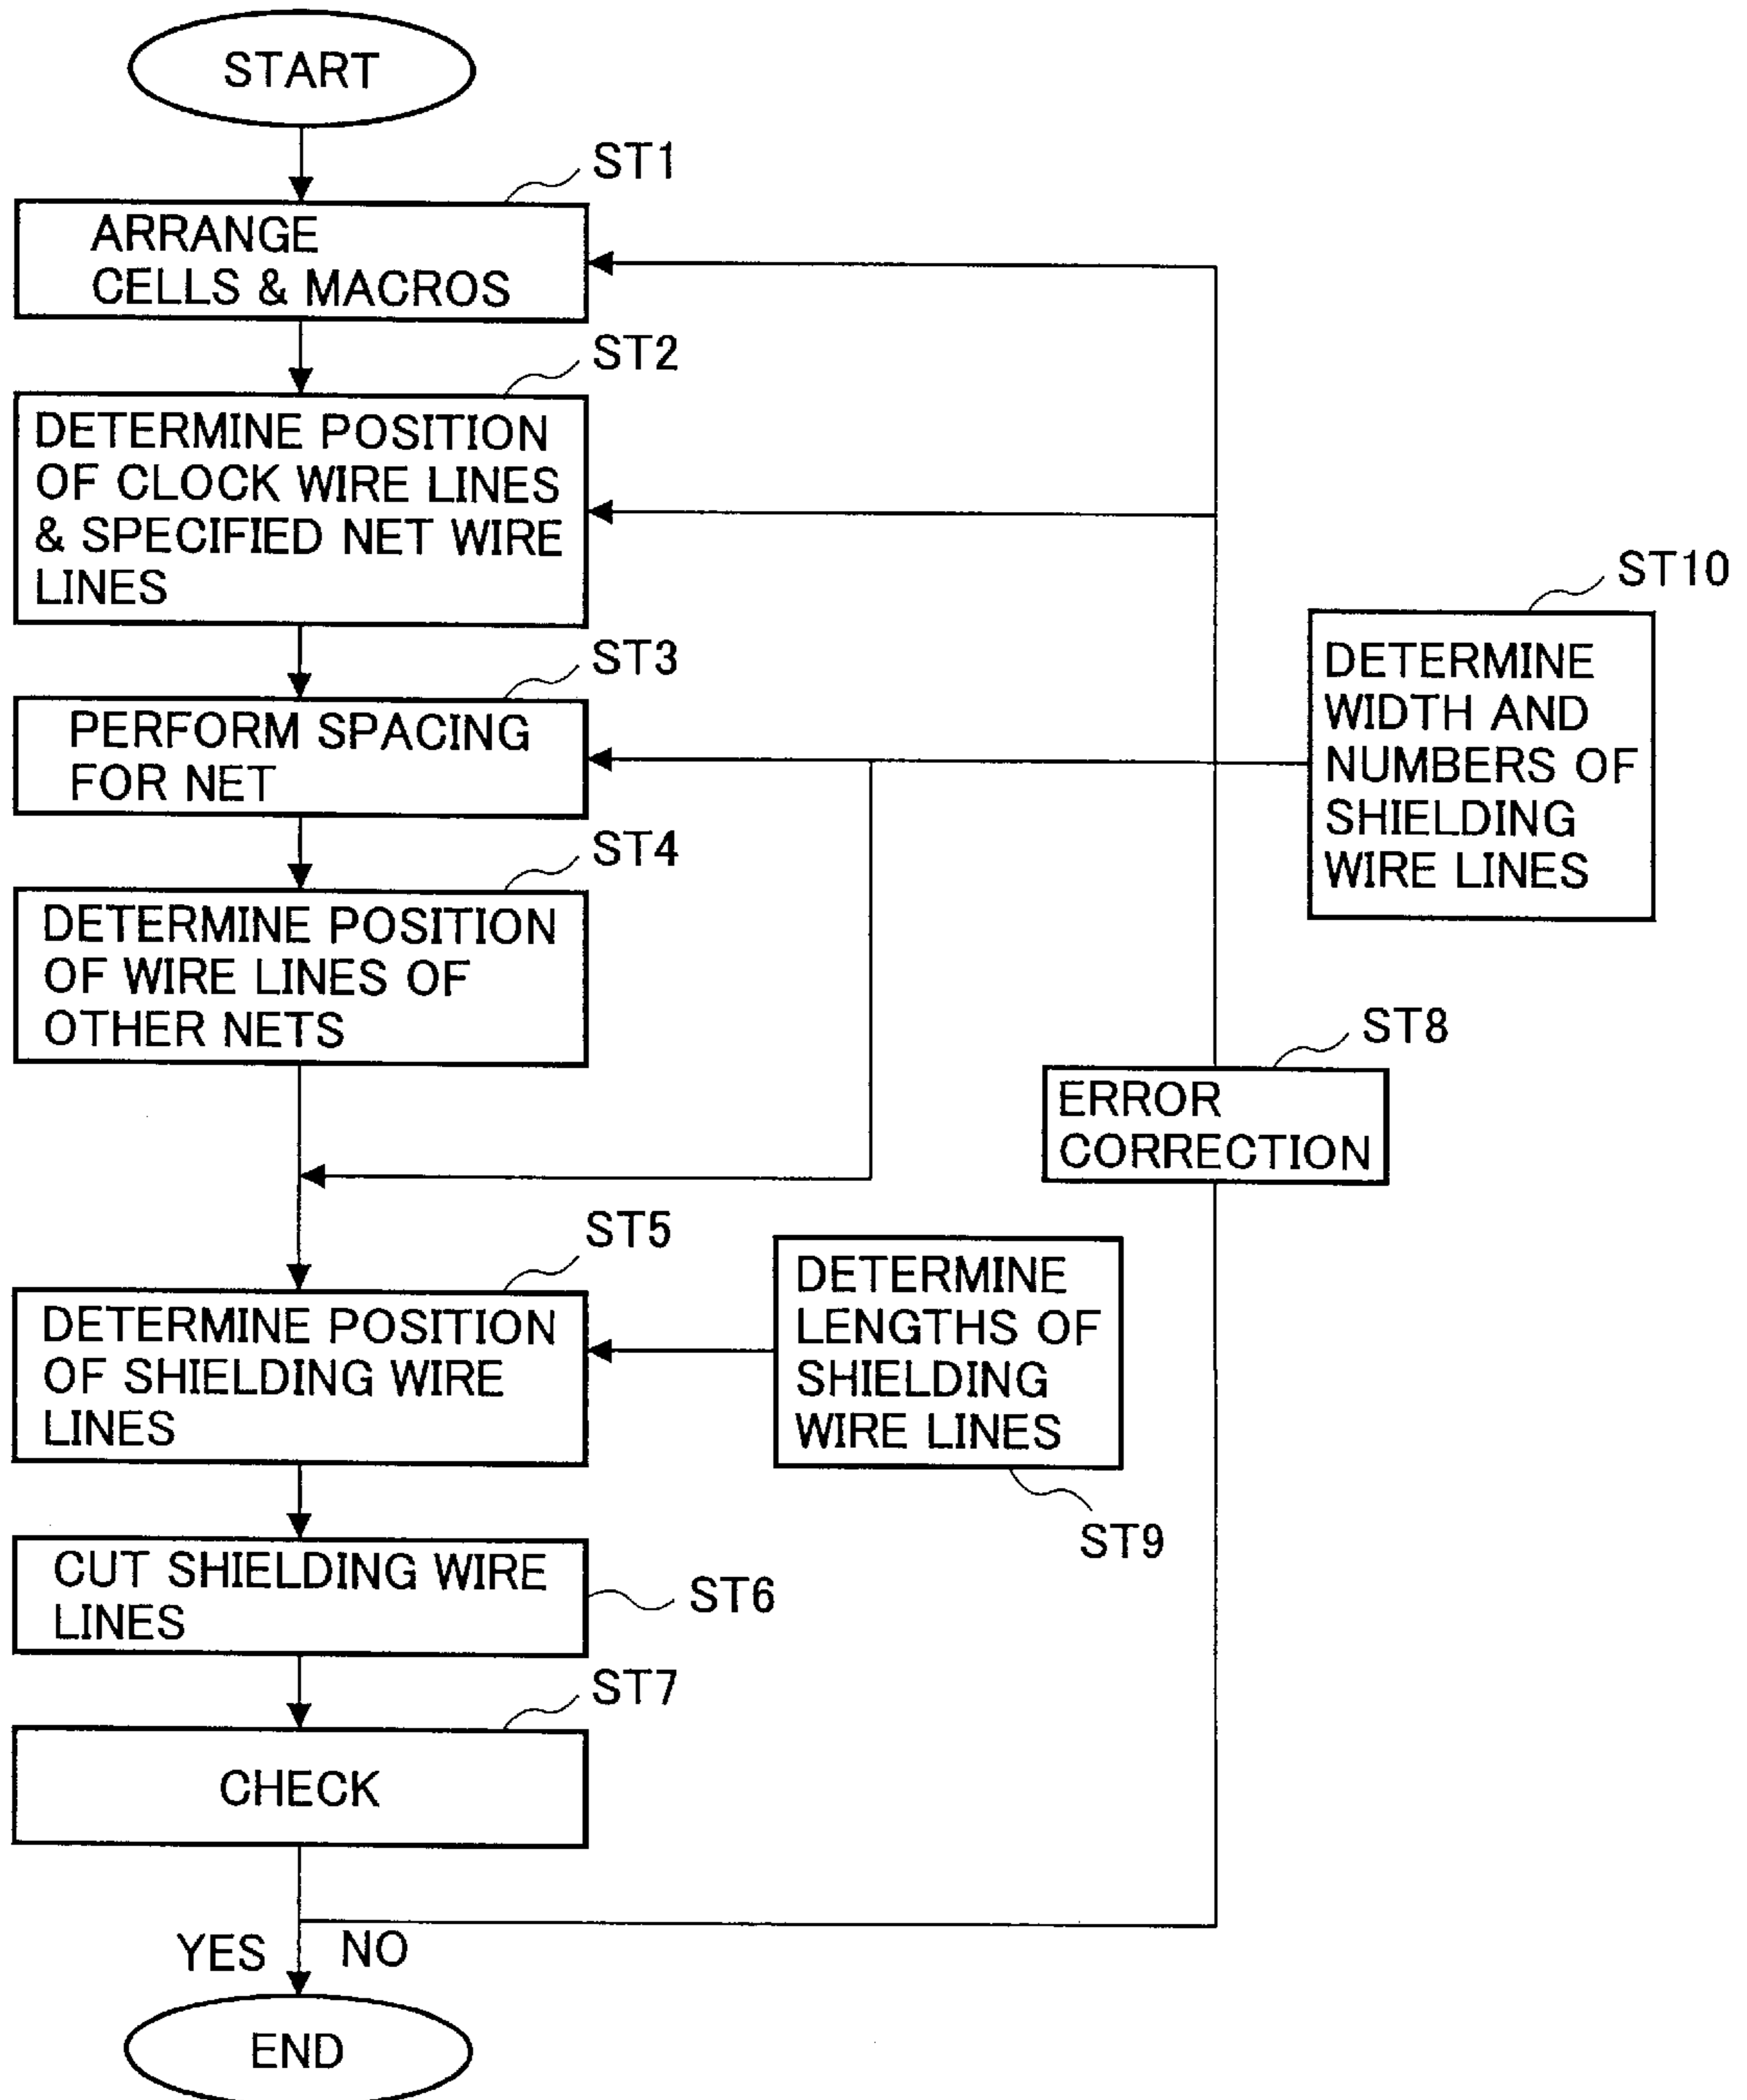 START
ST1
ARRANGE
CELLS & MACROS
ST2
DETERMINE POSITION
OF CLOCK WIRE LINES
& SPECIFIED NET WIRE
LINES
ST10
DETERMINE
WIDTH AND
NUMBERS OF
SHIELDING
WIRE LINES
ST3
PERFORM SPACING
FOR NET
ST4
DETERMINE POSITION
OF WIRE LINES OF
OTHER NETS
ST8
ERROR
CORRECTION
ST5
DETERMINE POSITION
OF SHIELDING WIRE
LINES
DETERMINE
LENGTHS OF
SHIELDING
WIRE LINES
ST9
CUT SHIELDING WIRE
LINES
ST6
ST7
CHECK
YES
NO
END